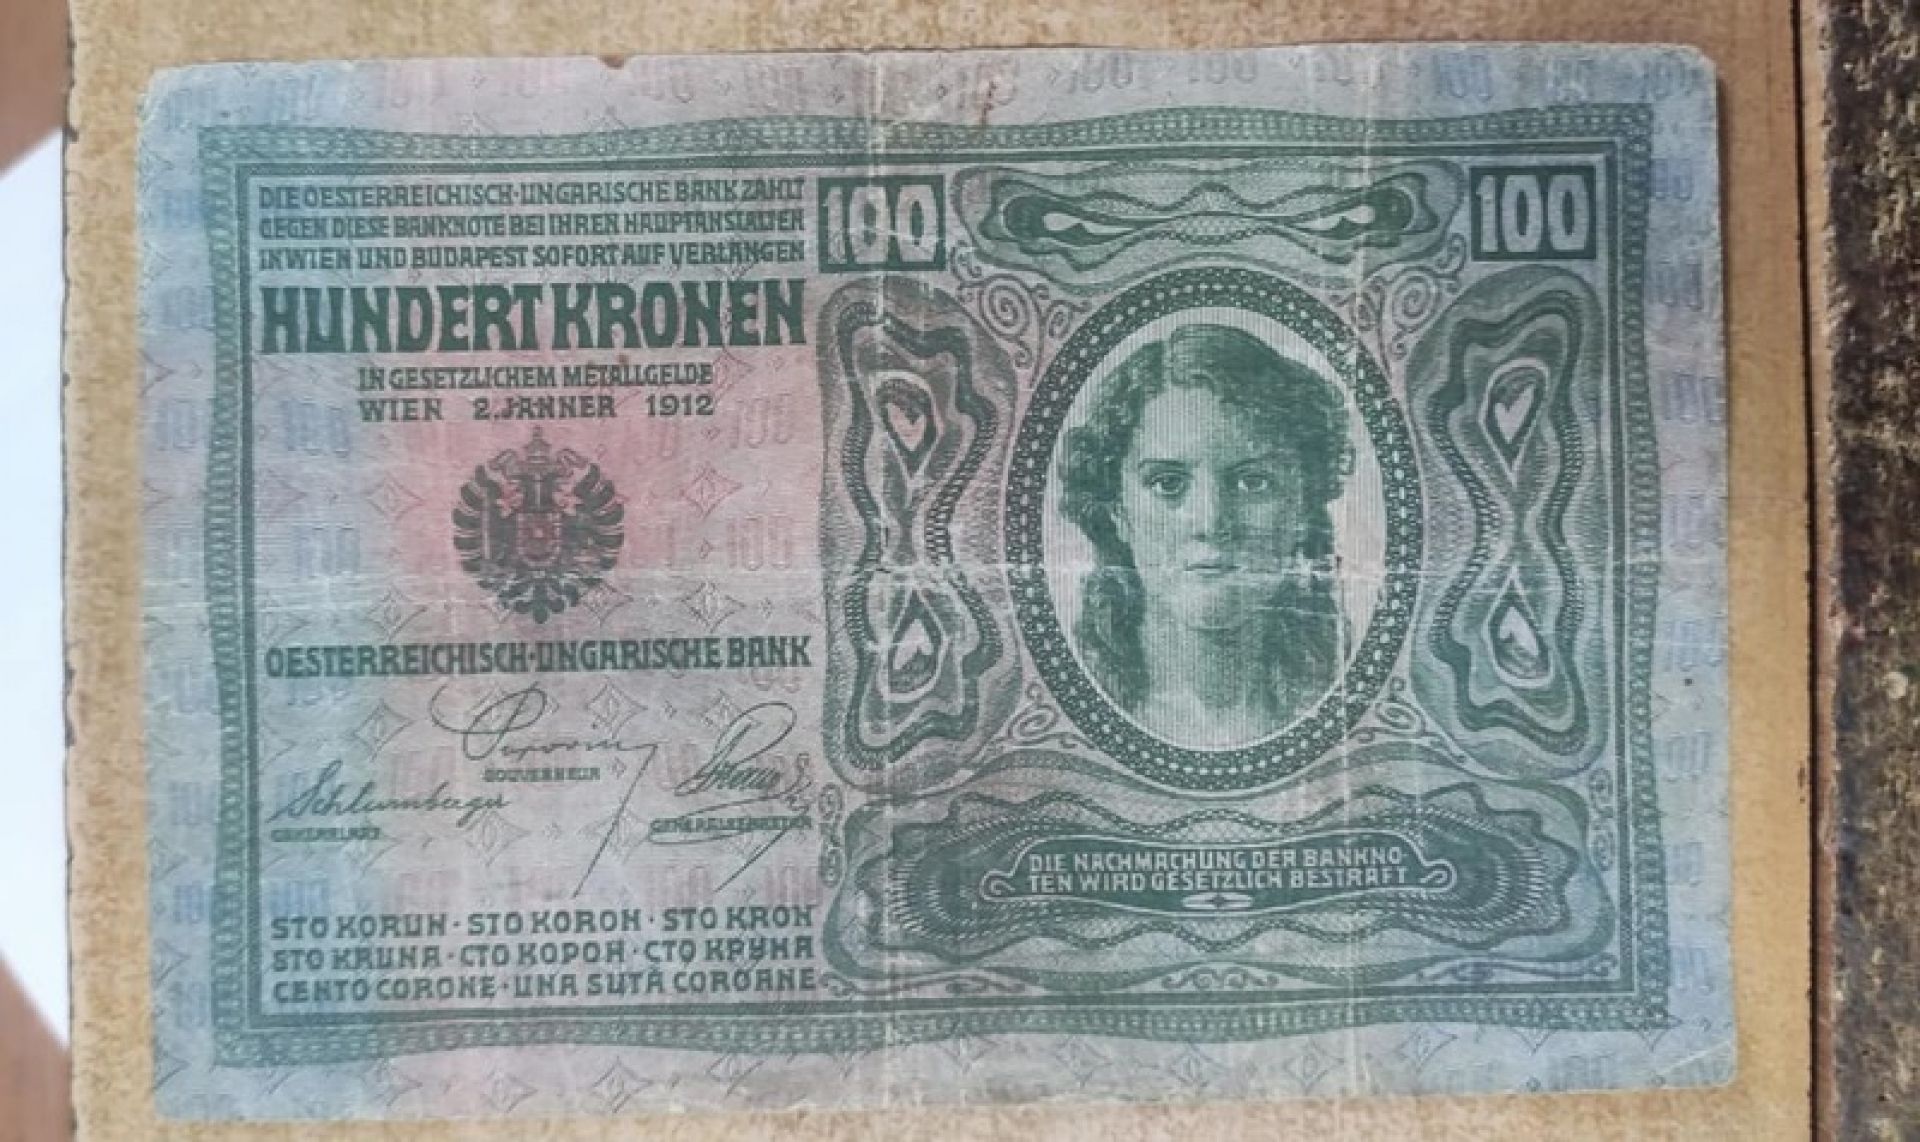 DIE OESTERREICHISCH-UNGARISCHE BANK ZAHLT
GEGEN DIESE BANKNOTE BEI IHREN HAUPTANSTALTEN
IN WIEN UND BUDAPEST SOFORT AUF VERLANGEN
HUNDERT KRONEN
IN GESETZLICHEM METALLGELDE
WIEN 2. JÄNNER 1912
100
100
OESTERREICHISCH-UNGARISCHE BANK
GOUVERNEUR
Schlumberger
GENERALRAT
GENERALSEKRETÄR
DIE NACHMACHUNG DER BANKNO-
TEN WIRD GESETZLICH BESTRAFT
STO KORUN · STO KORON · STO KRON
STO KRUNA · СТО КОРОН · СТО КРУНА
CENTO CORONE · UNA SUTĂ COROANE